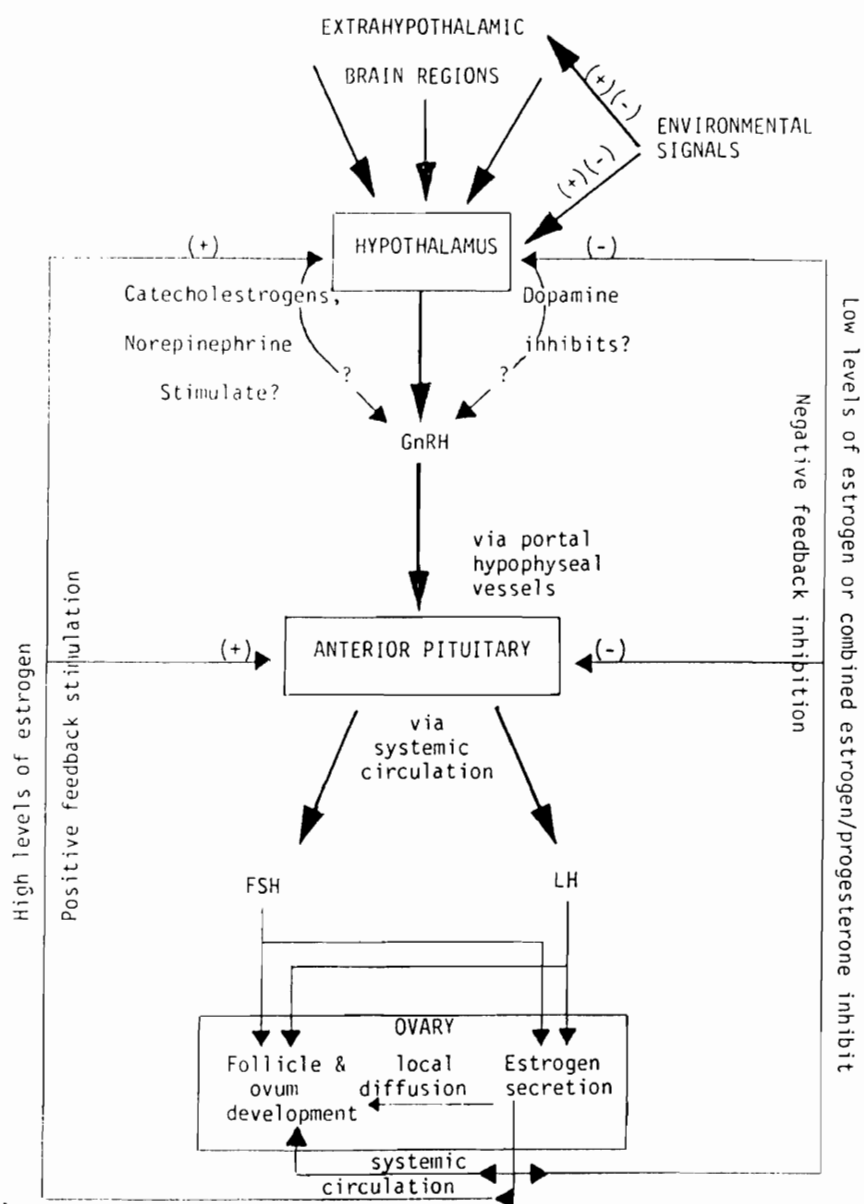 EXTRAHYPOTHALAMIC
BRAIN REGIONS
(+)(-)
ENVIRONMENTAL
SIGNALS
(+)(-)
(+)
HYPOTHALAMUS
(-)
Catecholestrogens,
Norepinephrine
Stimulate?
?
Dopamine
inhibits?
?
GnRH
via portal
hypophyseal
vessels
(+)
ANTERIOR PITUITARY
(-)
via
systemic
circulation
High levels of estrogen
Positive feedback stimulation
Negative feedback inhibition
Low levels of estrogen or combined estrogen/progesterone inhibit
FSH
LH
OVARY
Follicle &
ovum
development
local
diffusion
Estrogen
secretion
systemic
circulation